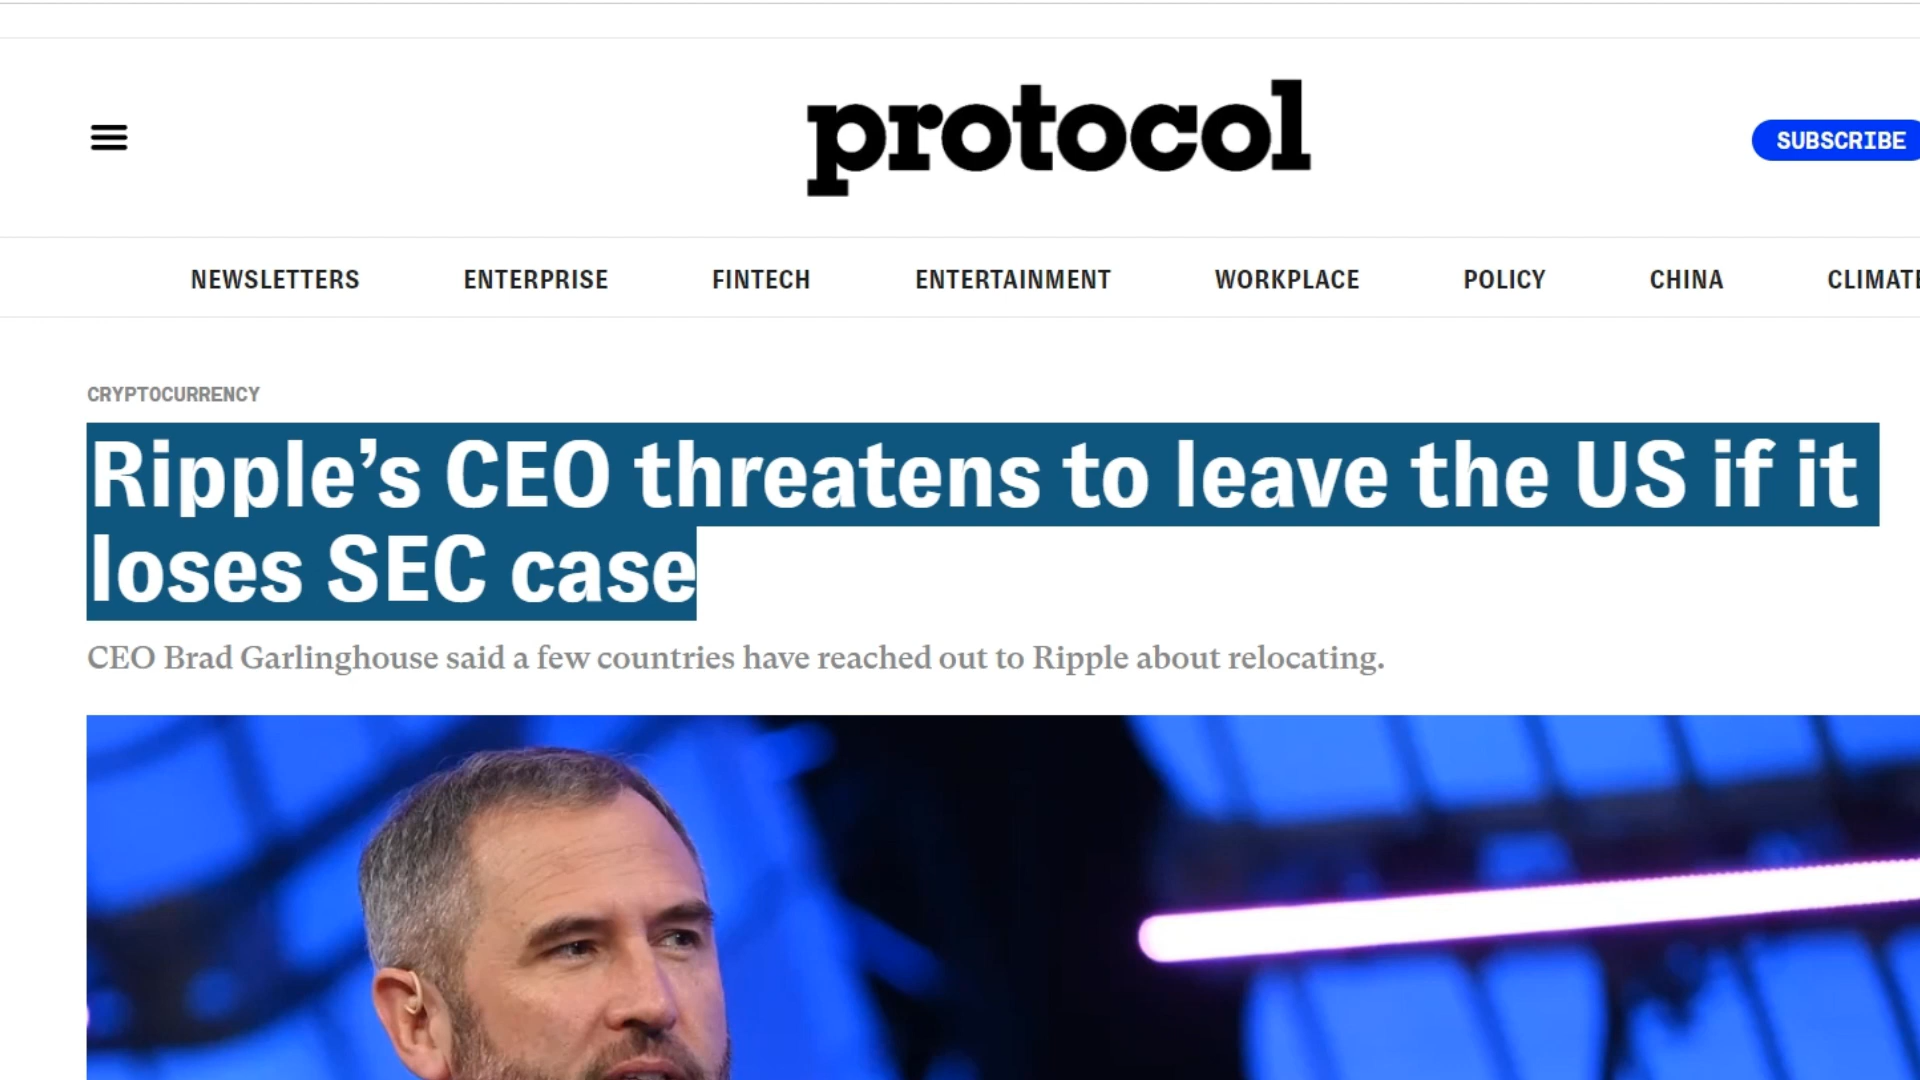 protocol
SUBSCRIBE
NEWSLETTERS ENTERPRISE FINTECH ENTERTAINMENT WORKPLACE POLICY CHINA CLIMATE
CRYPTOCURRENCY
Ripple’s CEO threatens to leave the US if it
loses SEC case
CEO Brad Garlinghouse said a few countries have reached out to Ripple about relocating.